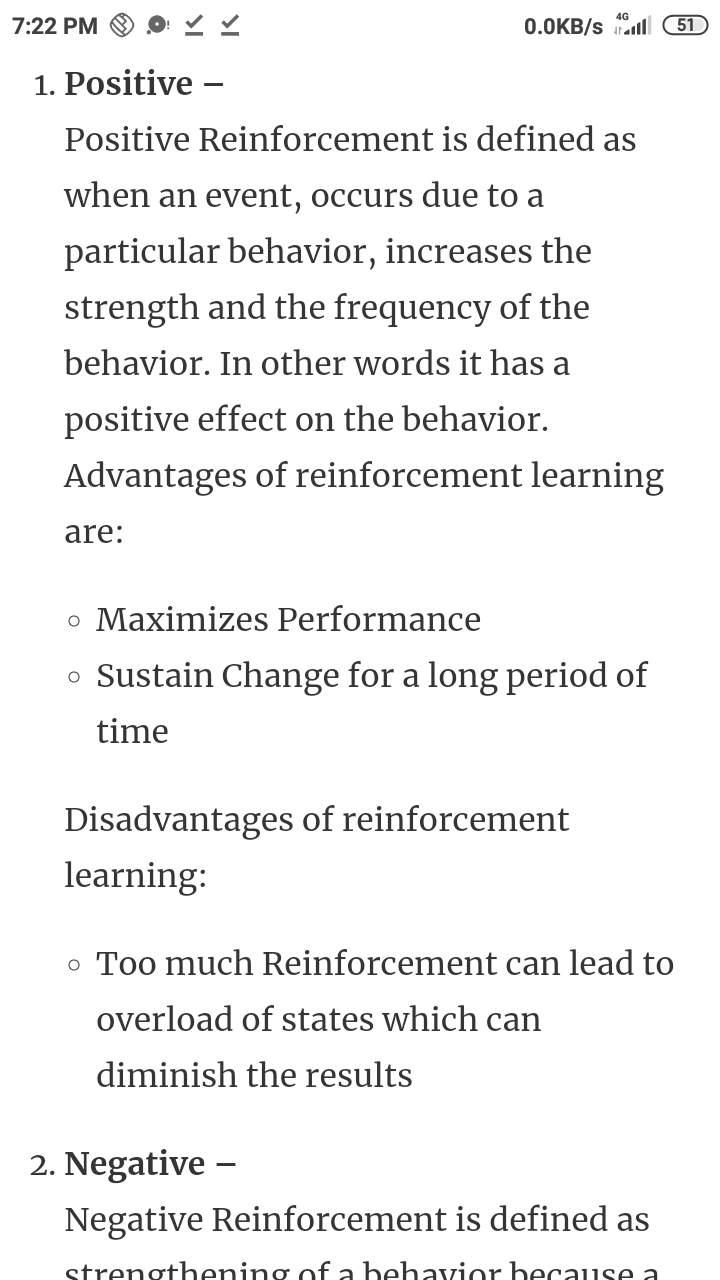 7:22 PM 0.0KB/s 4G 51
1. Positive –
Positive Reinforcement is defined as
when an event, occurs due to a
particular behavior, increases the
strength and the frequency of the
behavior. In other words it has a
positive effect on the behavior.
Advantages of reinforcement learning
are:
Maximizes Performance
Sustain Change for a long period of
time
Disadvantages of reinforcement
learning:
Too much Reinforcement can lead to
overload of states which can
diminish the results
2. Negative –
Negative Reinforcement is defined as
strengthening of a behavior because a